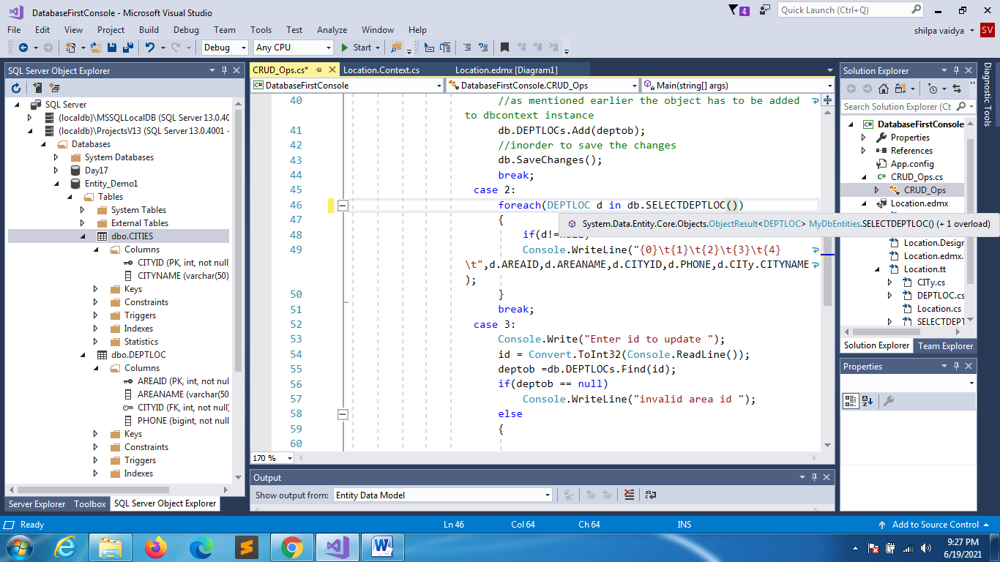 DatabaseFirstConsole - Microsoft Visual Studio
4
Quick Launch (Ctrl+Q)
File Edit View Project Build Debug Team Tools Test Analyze Window Help
shilpa vaidya SV
Debug Any CPU Start
SQL Server Object Explorer
SQL Server
(localdb)\MSSQLLocalDB (SQL Server 13.0.40
(localdb)\ProjectsV13 (SQL Server 13.0.4001 -
Databases
System Databases
Day17
Entity_Demo1
Tables
System Tables
External Tables
dbo.CITIES
Columns
CITYID (PK, int, not null)
CITYNAME (varchar(50)
Keys
Constraints
Triggers
Indexes
Statistics
dbo.DEPTLOC
Columns
AREAID (PK, int, not nul
AREANAME (varchar(50
CITYID (FK, int, not null)
PHONE (bigint, not null
Keys
Constraints
Triggers
Indexes
Server Explorer Toolbox SQL Server Object Explorer
CRUD_Ops.cs* Location.Context.cs Location.edmx [Diagram1]
DatabaseFirstConsole DatabaseFirstConsole.CRUD_Ops Main(string[] args)
40 //as mentioned earlier the object has to be added
to dbcontext instance
41 db.DEPTLOCs.Add(deptob);
42 //inorder to save the changes
43 db.SaveChanges();
44 break;
45 case 2:
46 foreach(DEPTLOC d in db.SELECTDEPTLOC())
47 {
System.Data.Entity.Core.Objects.ObjectResult<DEPTLOC> MyDbEntities.SELECTDEPTLOC() (+ 1 overload)
48 if(d!=null)
49 Console.WriteLine("{0}\t{1}\t{2}\t{3}\t{4}
\t",d.AREAID,d.AREANAME,d.CITYID,d.PHONE,d.CITy.CITYNAME
);
50 }
51 break;
52 case 3:
53 Console.Write("Enter id to update ");
54 id = Convert.ToInt32(Console.ReadLine());
55 deptob =db.DEPTLOCs.Find(id);
56 if(deptob == null)
57 Console.WriteLine("invalid area id ");
58 else
59 {
60
170 %
Output
Show output from: Entity Data Model
Solution Explorer
Search Solution Explorer (Ct
DatabaseFirstConsole
Properties
References
App.config
CRUD_Ops.cs
CRUD_Ops
Location.edmx
Location.Design
Location.edmx.
Location.tt
CITy.cs
DEPTLOC.cs
Location.cs
SELECTDEPT
Solution Explorer Team Explorer
Properties
Diagnostic Tools
Ready Ln 46 Col 64 Ch 64 INS Add to Source Control
9:27 PM
6/19/2021